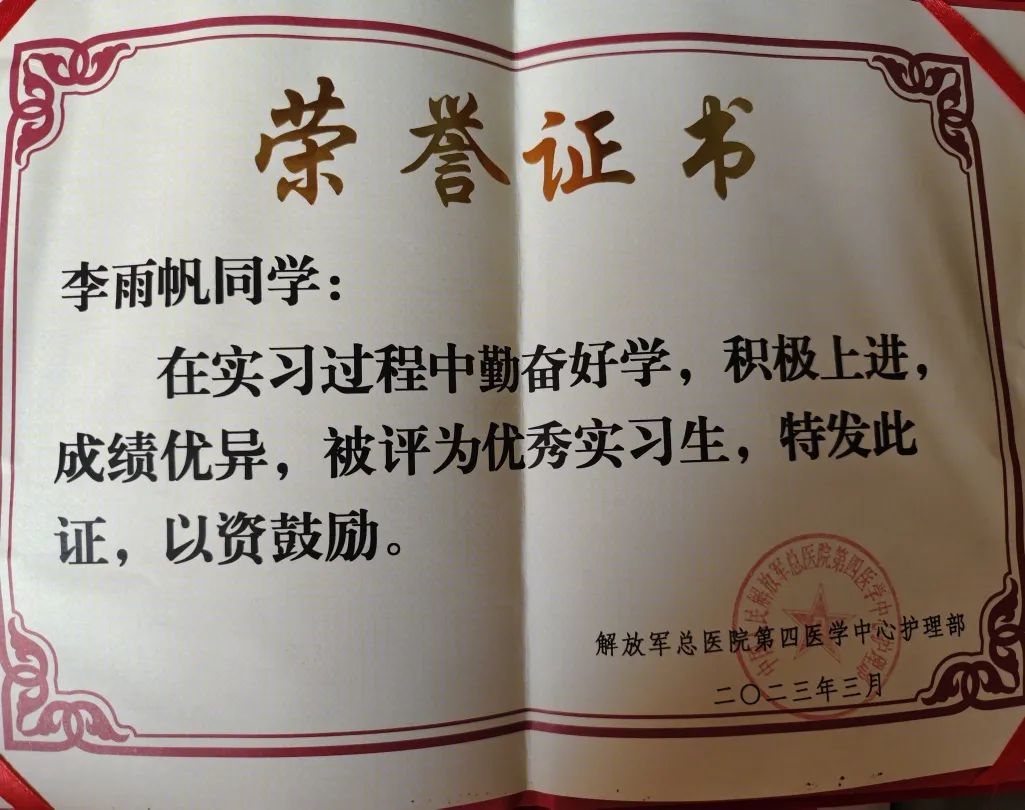 荣誉证书
李雨帆同学：
在实习过程中勤奋好学，积极上进，
成绩优异，被评为优秀实习生，特发此
证，以资鼓励。
解放军总医院第四医学中心护理部
二〇二三年三月